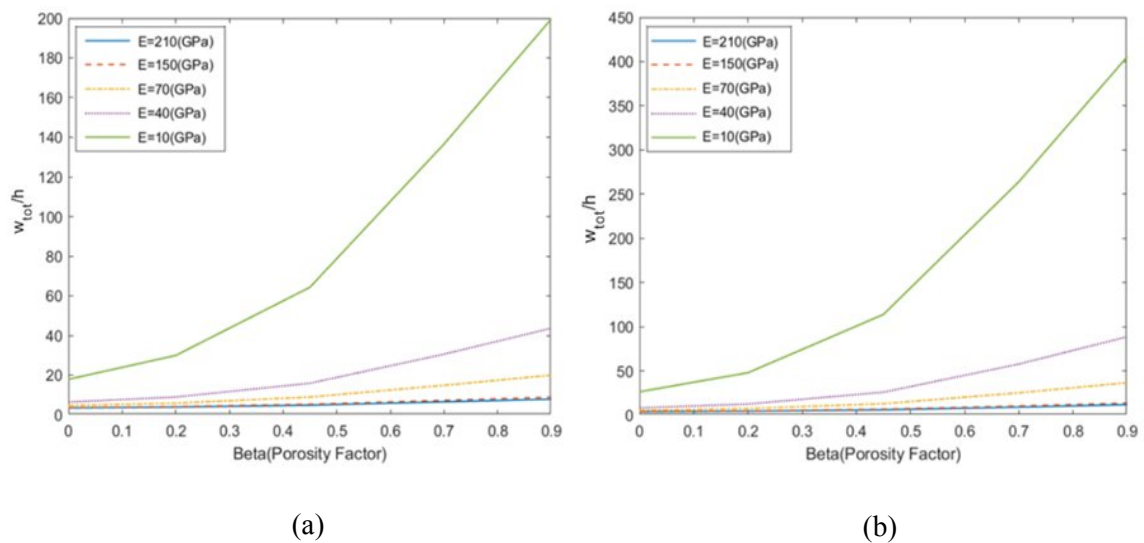 200
180
160
140
120
100
80
60
40
20
0
w_tot/h
E=210(GPa)
E=150(GPa)
E=70(GPa)
E=40(GPa)
E=10(GPa)
0 0.1 0.2 0.3 0.4 0.5 0.6 0.7 0.8 0.9
Beta(Porosity Factor)
(a)
450
400
350
300
250
200
150
100
50
0
w_tot/h
E=210(GPa)
E=150(GPa)
E=70(GPa)
E=40(GPa)
E=10(GPa)
0 0.1 0.2 0.3 0.4 0.5 0.6 0.7 0.8 0.9
Beta(Porosity Factor)
(b)